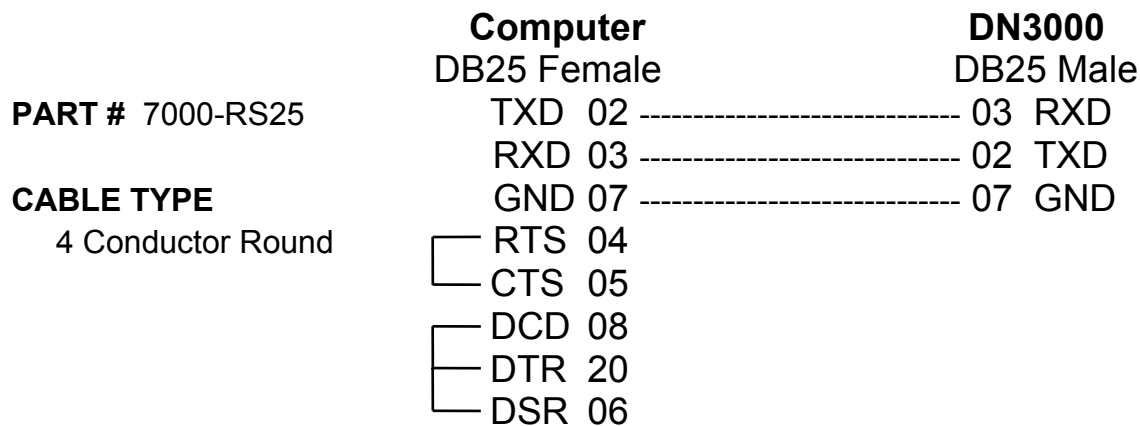 Computer DN3000
DB25 Female DB25 Male
PART # 7000-RS25 TXD 02 ------------------------------ 03 RXD
RXD 03 ------------------------------ 02 TXD
CABLE TYPE GND 07 ------------------------------ 07 GND
4 Conductor Round RTS 04
CTS 05
DCD 08
DTR 20
DSR 06